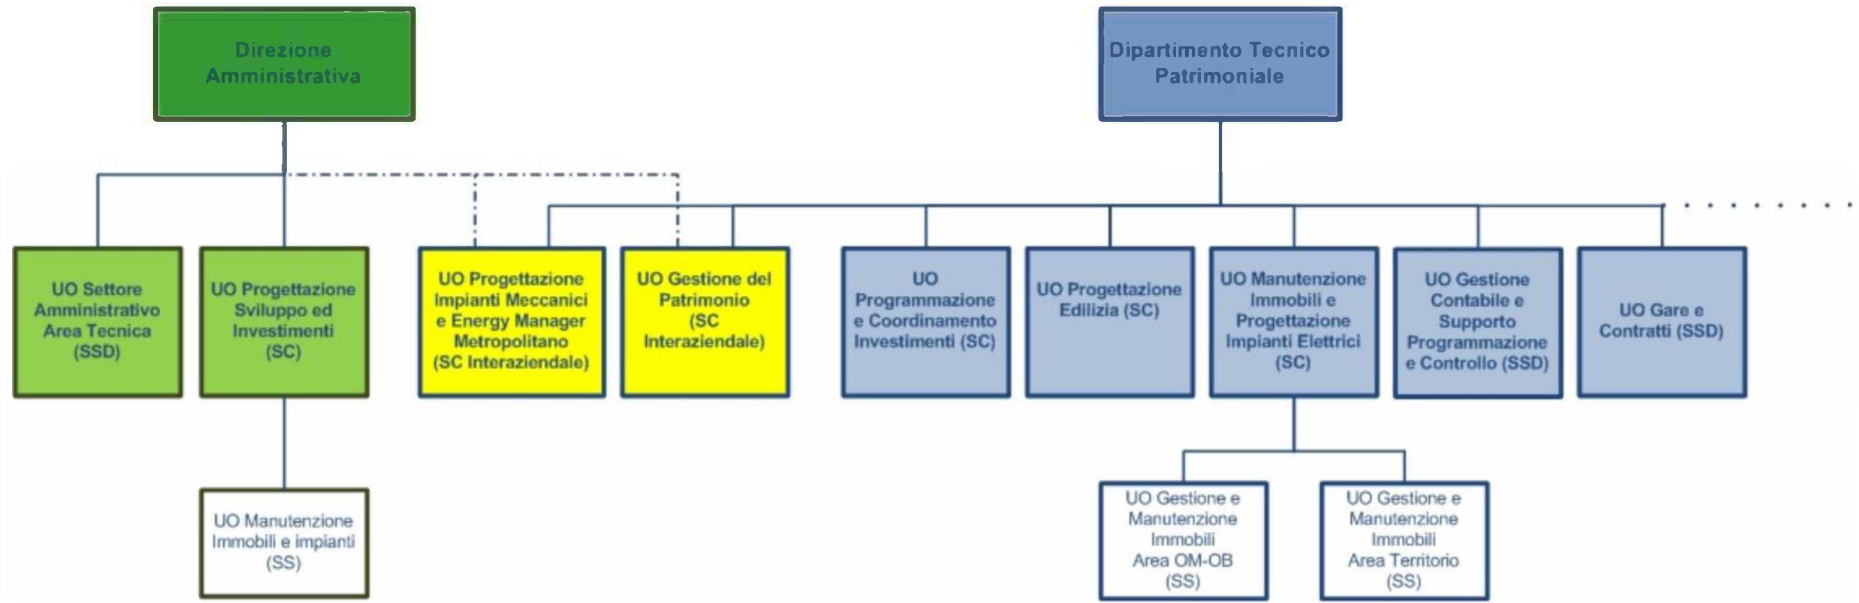 Direzione
Amministrativa
Dipartimento Tecnico
Patrimoniale
UO Settore
Amministrativo
Area Tecnica
(SSD)
UO Progettazione
Sviluppo ed
Investimenti
(SC)
UO Progettazione
Impianti Meccanici
e Energy Manager
Metropolitano
(SC Interaziendale)
UO Gestione del
Patrimonio
(SC
Interaziendale)
UO
Programmazione
e Coordinamento
Investimenti (SC)
UO Progettazione
Edilizia (SC)
UO Manutenzione
Immobili e
Progettazione
Impianti Elettrici
(SC)
UO Gestione
Contabile e
Supporto
Programmazione
e Controllo (SSD)
UO Gare e
Contratti (SSD)
UO Manutenzione
Immobili e impianti
(SS)
UO Gestione e
Manutenzione
Immobili
Area OM-OB
(SS)
UO Gestione e
Manutenzione
Immobili
Area Territorio
(SS)